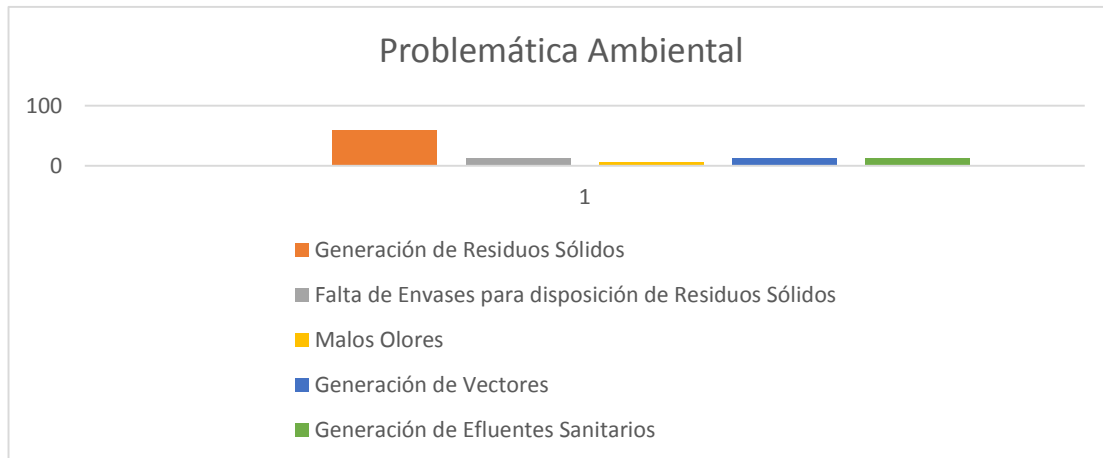 Problemática Ambiental
100
0
1
Generación de Residuos Sólidos
Falta de Envases para disposición de Residuos Sólidos
Malos Olores
Generación de Vectores
Generación de Efluentes Sanitarios